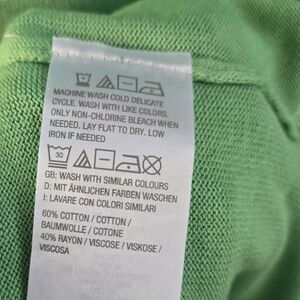 MACHINE WASH COLD DELICATE
CYCLE. WASH WITH LIKE COLORS.
ONLY NON-CHLORINE BLEACH WHEN
NEEDED. LAY FLAT TO DRY. LOW
IRON IF NEEDED
30
GB: WASH WITH SIMILAR COLOURS
D: MIT ÄHNLICHEN FARBEN WASCHEN
I: LAVARE CON COLORI SIMILARI
60% COTTON / COTTON /
BAUMWOLLE / COTONE
40% RAYON / VISCOSE / VISKOSE /
VISCOSA